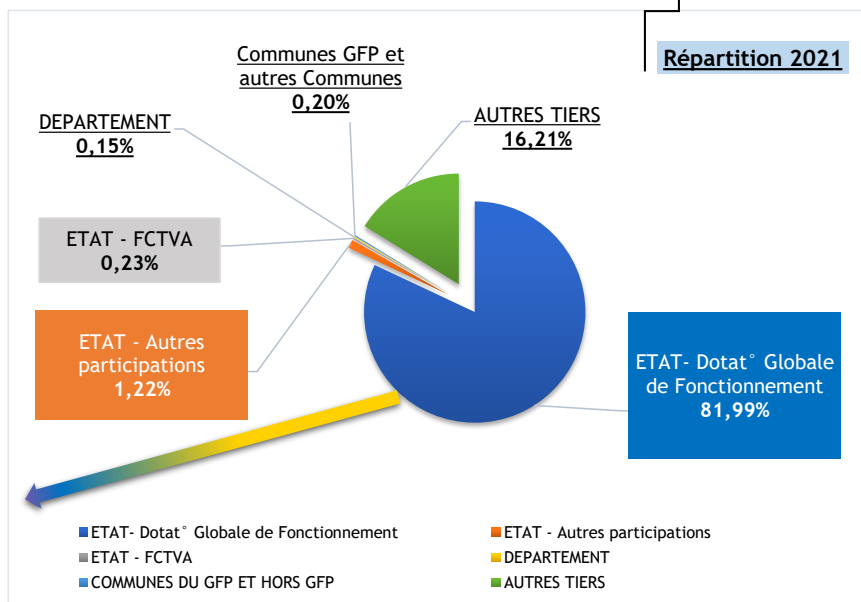 Répartition 2021
Communes GFP et
autres Communes
0,20%
DEPARTEMENT
0,15%
AUTRES TIERS
16,21%
ETAT - FCTVA
0,23%
ETAT - Autres
participations
1,22%
ETAT- Dotat° Globale
de Fonctionnement
81,99%
ETAT- Dotat° Globale de Fonctionnement
ETAT - Autres participations
ETAT - FCTVA
DEPARTEMENT
COMMUNES DU GFP ET HORS GFP
AUTRES TIERS